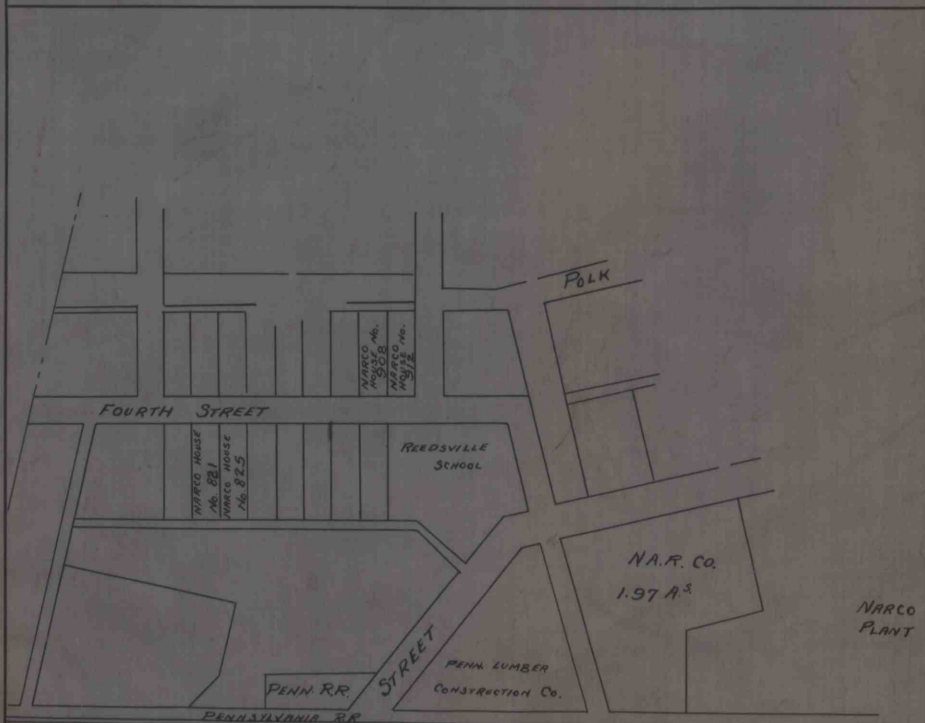 POLK
NARCO
HOUSE NO.
908
NARCO
HOUSE NO.
912
FOURTH STREET
NARCO HOUSE
No 821
NARCO HOUSE
No 825
REEDSVILLE
SCHOOL
N.A.R. CO.
1.97 A.S
NARCO
PLANT
STREET
PENN. LUMBER
CONSTRUCTION CO.
PENN. R.R.
PENNSYLVANIA R.R.